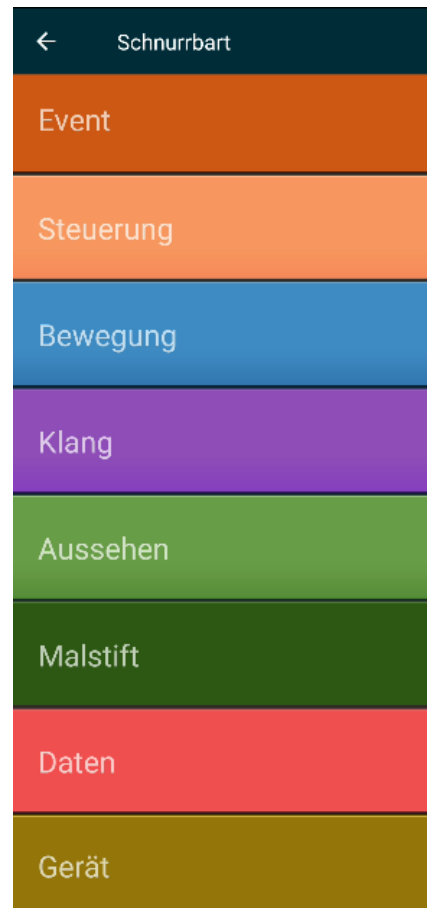 Schnurrbart
Event
Steuerung
Bewegung
Klang
Aussehen
Malstift
Daten
Gerät